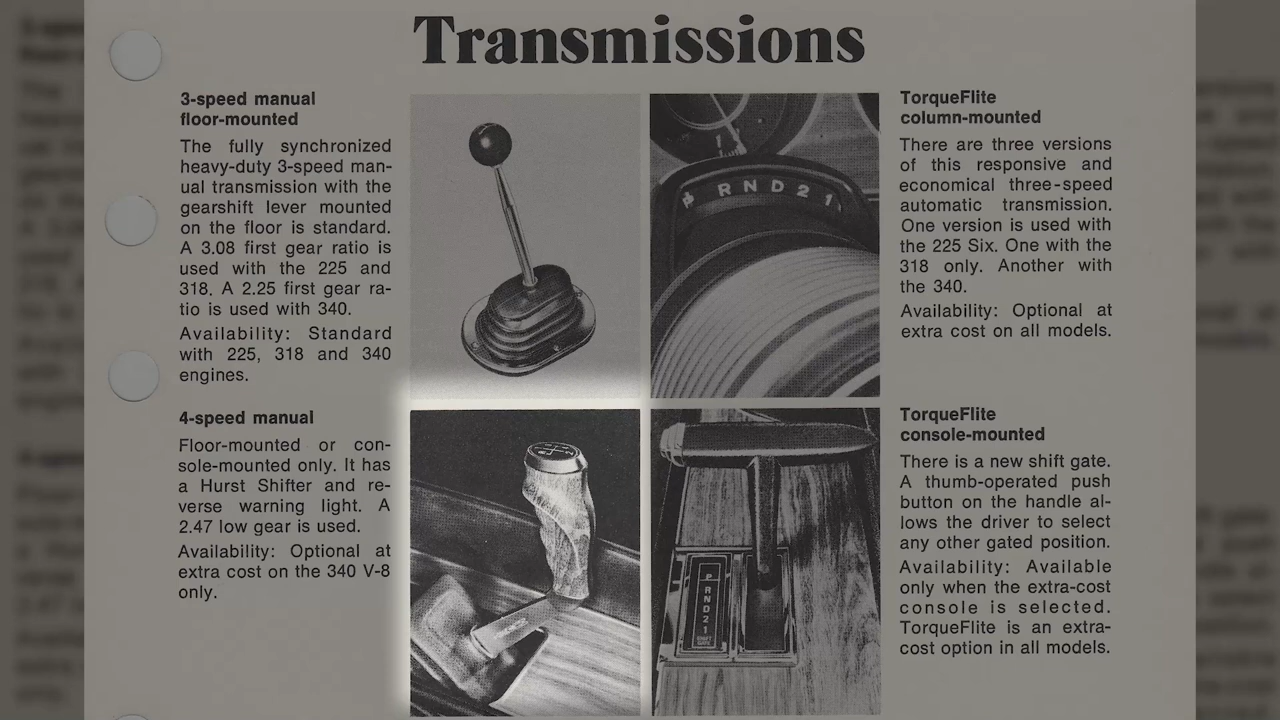 Transmissions
3-speed manual
floor-mounted
The fully synchronized
heavy-duty 3-speed man-
ual transmission with the
gearshift lever mounted
on the floor is standard.
A 3.08 first gear ratio is
used with the 225 and
318. A 2.25 first gear ra-
tio is used with 340.
Availability: Standard
with 225, 318 and 340
engines.
4-speed manual
Floor-mounted or con-
sole-mounted only. It has
a Hurst Shifter and re-
verse warning light. A
2.47 low gear is used.
Availability: Optional at
extra cost on the 340 V-8
only.
P R N D 2 1
P
R
N
D
2
1
TorqueFlite
column-mounted
There are three versions
of this responsive and
economical three-speed
automatic transmission.
One version is used with
the 225 Six. One with the
318 only. Another with
the 340.
Availability: Optional at
extra cost on all models.
TorqueFlite
console-mounted
There is a new shift gate.
A thumb-operated push
button on the handle al-
lows the driver to select
any other gated position.
Availability: Available
only when the extra-cost
console is selected.
TorqueFlite is an extra-
cost option in all models.